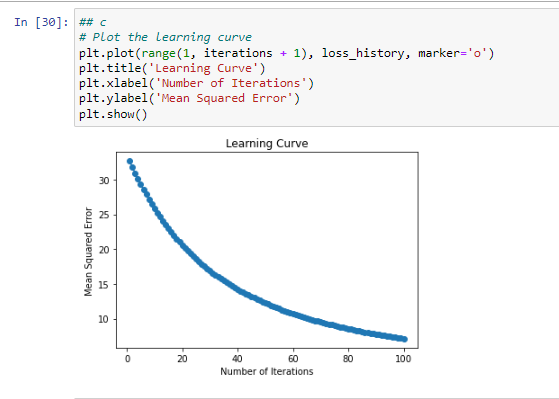 In [30]: ## c
# Plot the learning curve
plt.plot(range(1, iterations + 1), loss_history, marker='o')
plt.title('Learning Curve')
plt.xlabel('Number of Iterations')
plt.ylabel('Mean Squared Error')
plt.show()
Learning Curve
Mean Squared Error
30
25
20
15
10
0 20 40 60 80 100
Number of Iterations